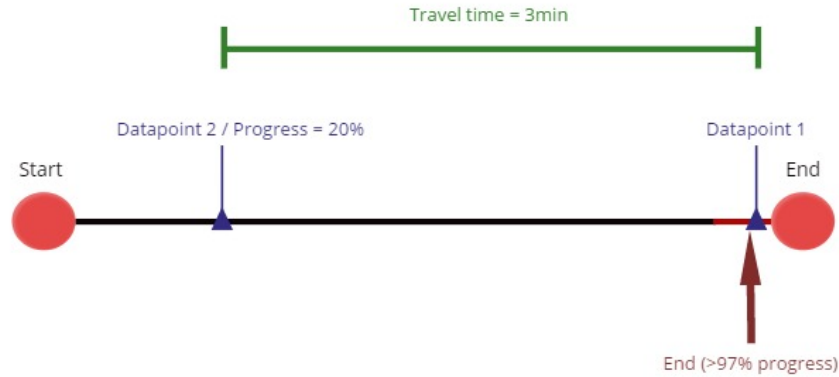 Travel time = 3min
Datapoint 2 / Progress = 20%
Datapoint 1
Start
End
End (>97% progress)